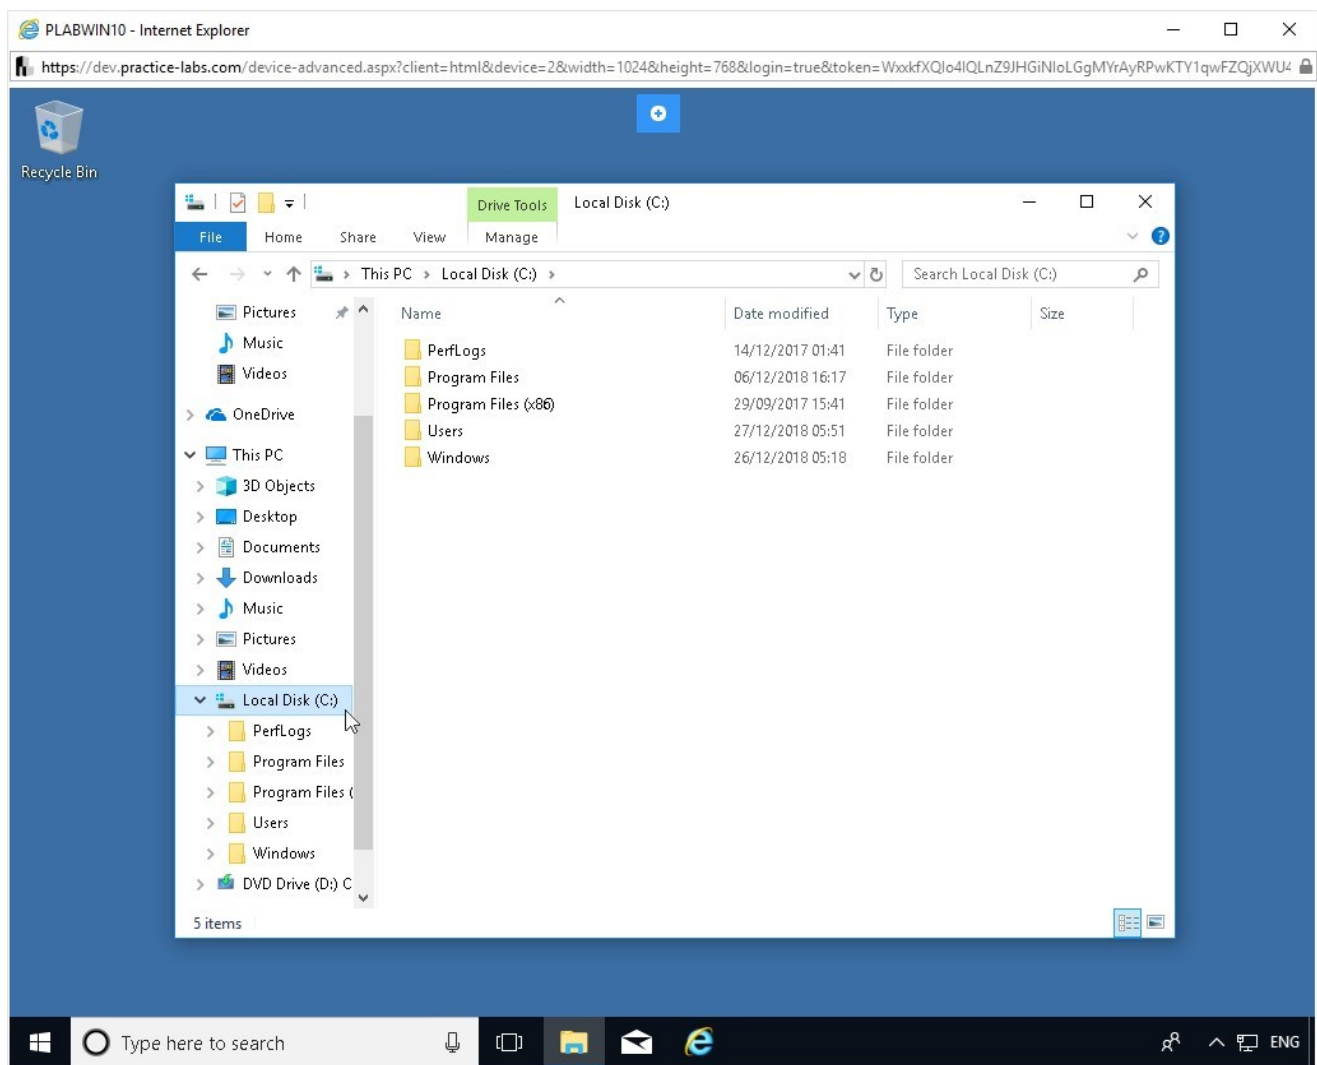 PLABWIN10 - Internet Explorer
https://dev.practice-labs.com/device-advanced.aspx?client=html&device=2&width=1024&height=768&login=true&token=WxxkfXQIo4IQLnZ9JHGiNIoLGgMYrAyRPwKTY1qwFZQjXWU4
Recycle Bin
Drive Tools Local Disk (C:)
File Home Share View Manage
This PC > Local Disk (C:) > Search Local Disk (C:)
Pictures
Music
Videos
OneDrive
This PC
3D Objects
Desktop
Documents
Downloads
Music
Pictures
Videos
Local Disk (C:)
PerfLogs
Program Files
Program Files (
Users
Windows
DVD Drive (D:) C
Name Date modified Type Size
PerfLogs 14/12/2017 01:41 File folder
Program Files 06/12/2018 16:17 File folder
Program Files (x86) 29/09/2017 15:41 File folder
Users 27/12/2018 05:51 File folder
Windows 26/12/2018 05:18 File folder
5 items
Type here to search ENG